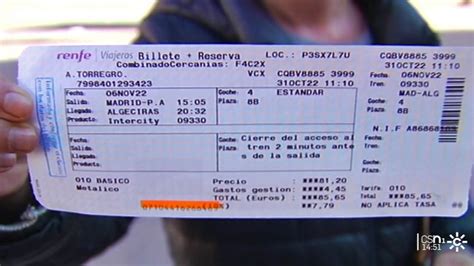 renfe Viajeros Billete + Reserva LOC.: P3SX7L7U CQBV8885 3999
CombinadoCercanias: F4C2X 31OCT22 11:10
A.TORREGRO. VCX CQBV8885 3999
7998401293423 31OCT22 11:10
Fecha: 06NOV22 Coche: 4 ESTANDAR Fecha: 06NOV22
Salida: MADRID-P.A 15:05 Plaza: 8B Tren: 09330
Llegada: ALGECIRAS 20:32 MAD-ALG
Producto: Intercity 09330 Coche: 4
Plaza: 8B
Fecha: Coche: Cierre del acceso al N.I.F A86868
Salida: Plaza: tren 2 minutos ante
Llegada: s de la salida
010 BASICO Precio ***81,20
Metalico Gastos gestion: ***4,45 Tarifa: 010
TOTAL (Euros): ***85,65 Total: ***85,65
***7,79 NO APLICA TASA
CSn1
14:51